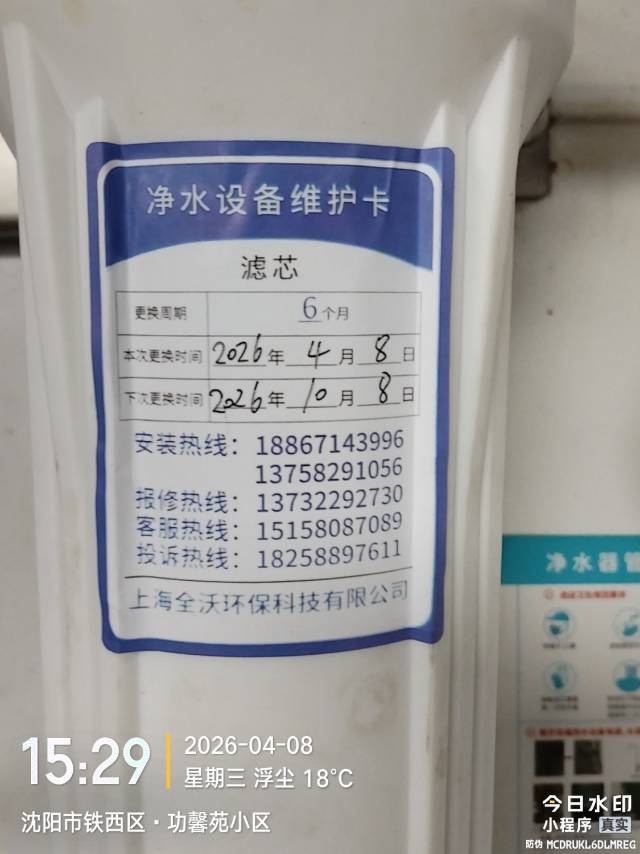 净水设备维护卡
滤芯
更换周期 6个月
本次更换时间 2026年 4月 8日
下次更换时间 2026年 10月 8日
安装热线：18867143996
13758291056
报修热线：13732292730
客服热线：15158087089
投诉热线：18258897611
上海全沃环保科技有限公司
净水器管
15:29
2026-04-08
星期三 浮尘 18℃
沈阳市铁西区·功馨苑小区
今日水印
小程序 真实
防伪 MCDRUKL6DLMREG